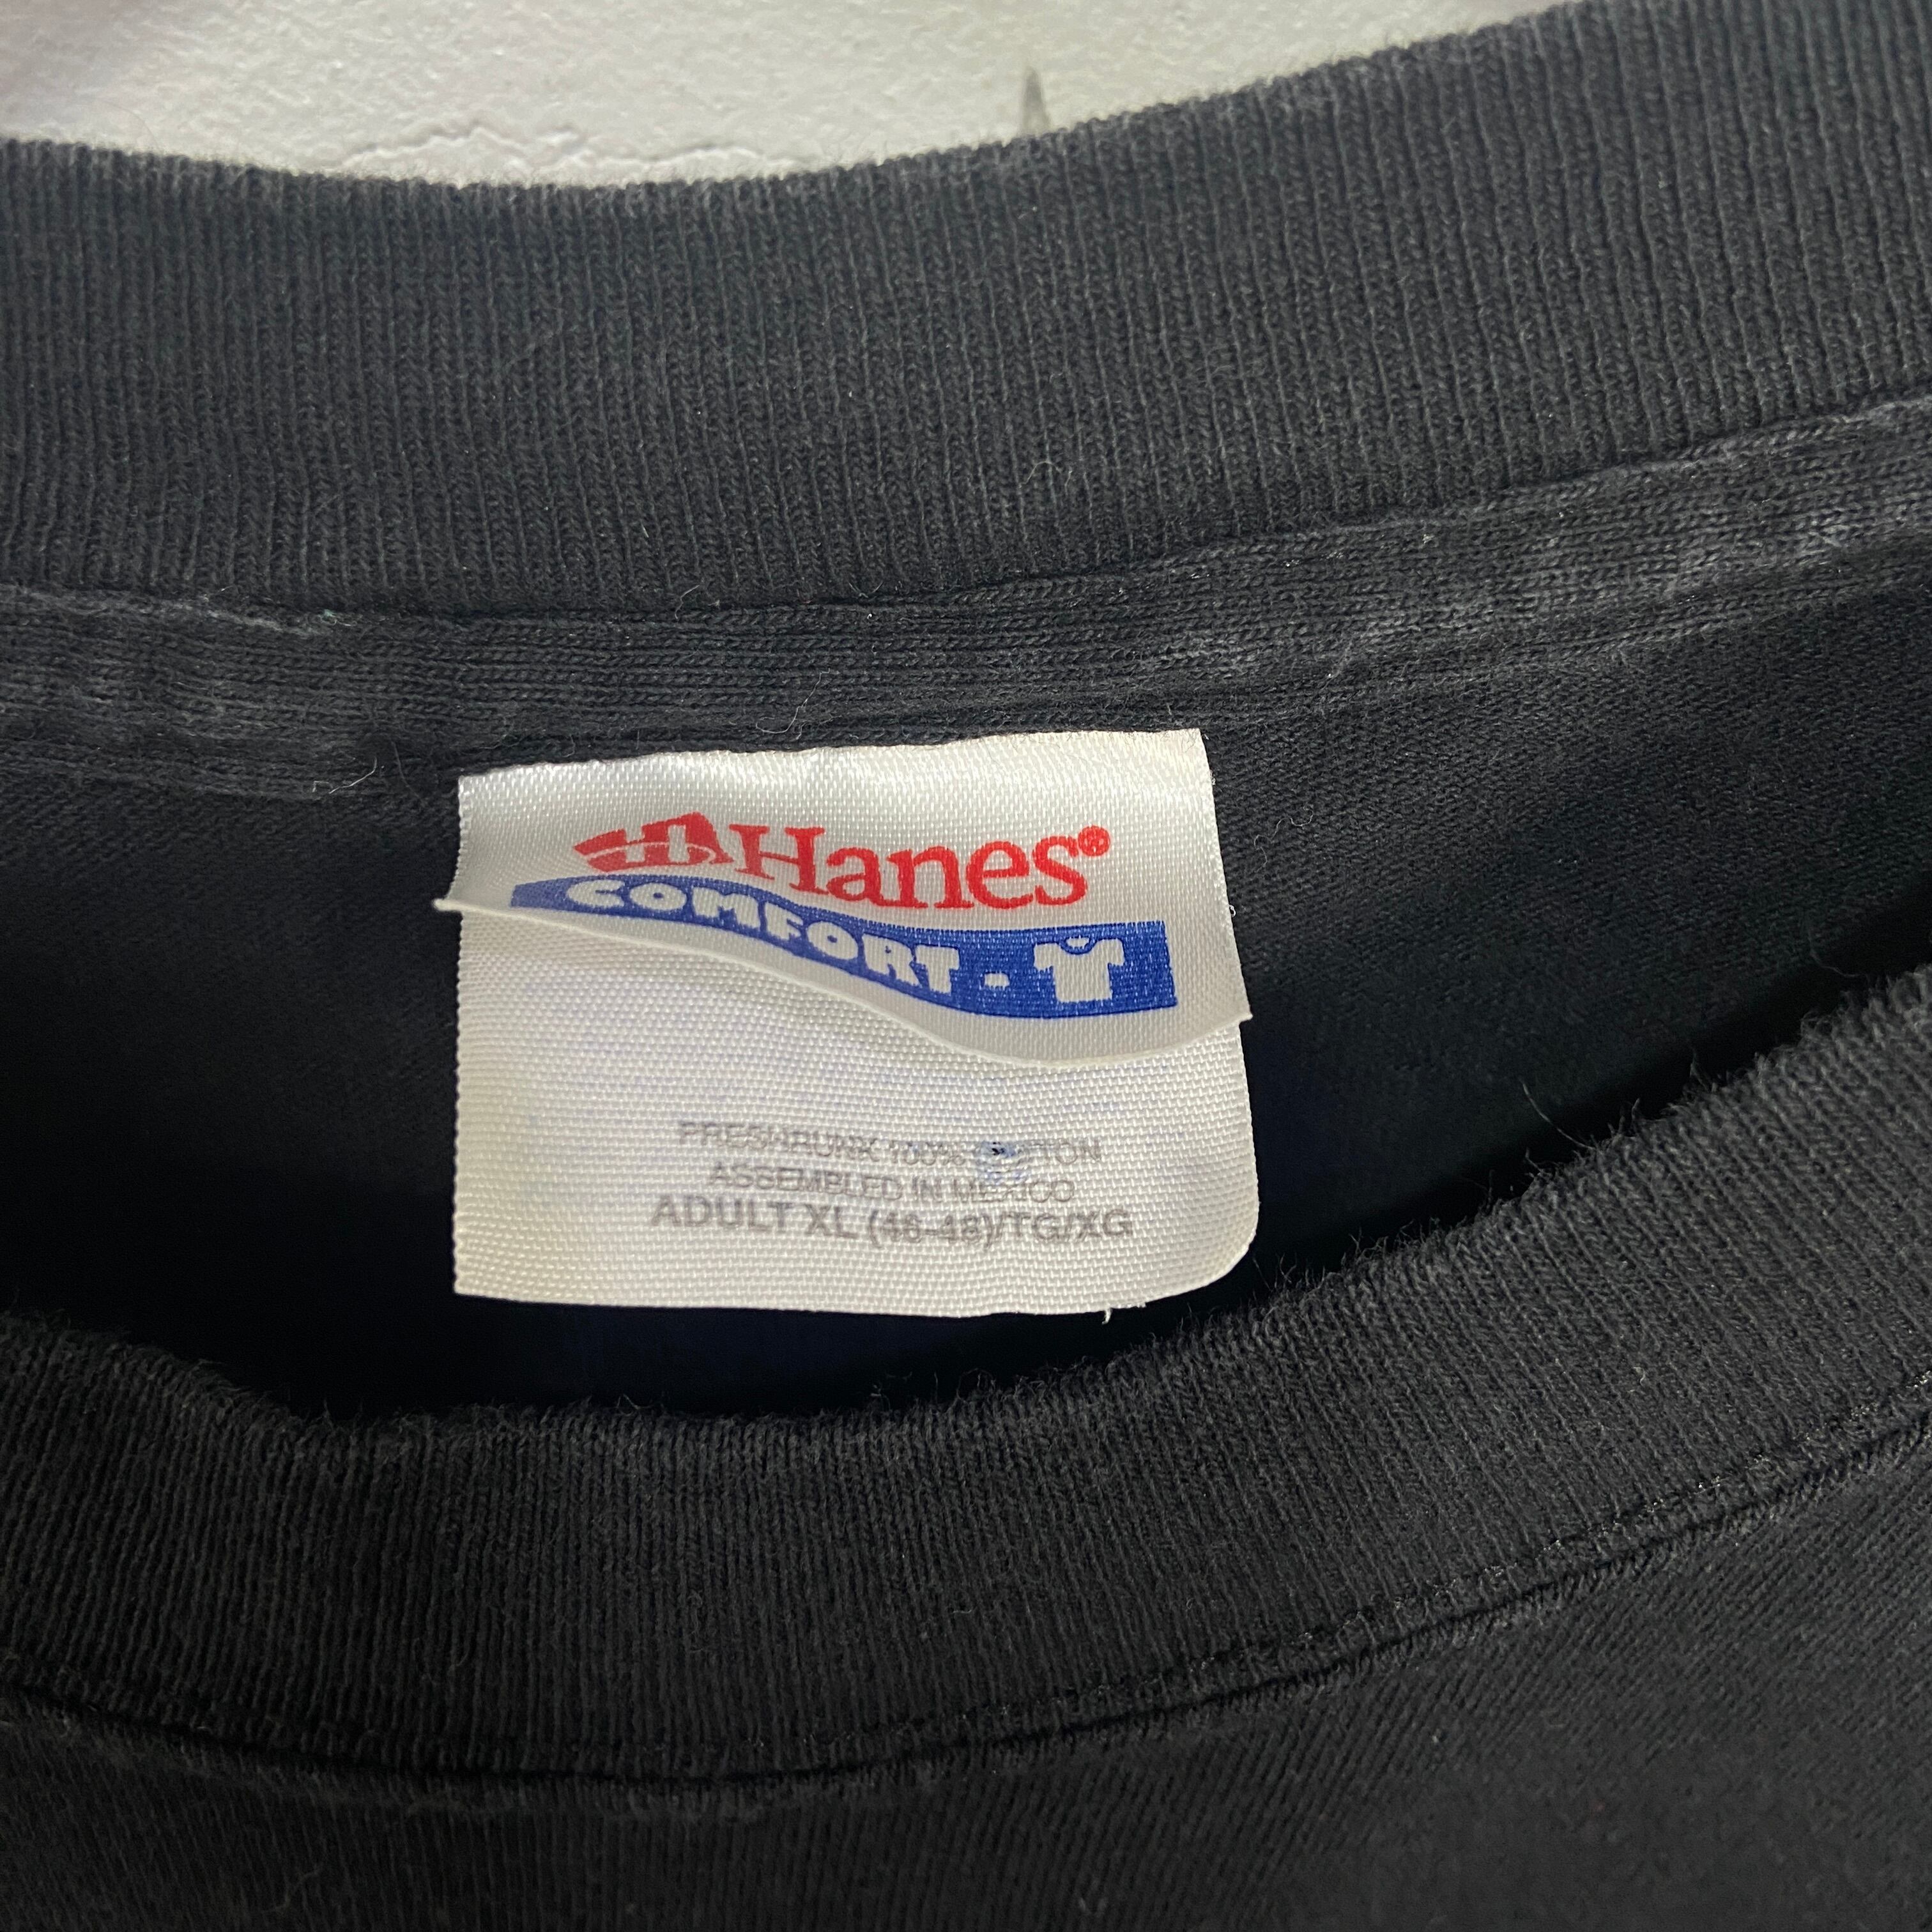 Hanes®
COMFORT -
PRESHRUNK 100% COTTON
ASSEMBLED IN MEXICO
ADULT XL (46-48)/TG/XG